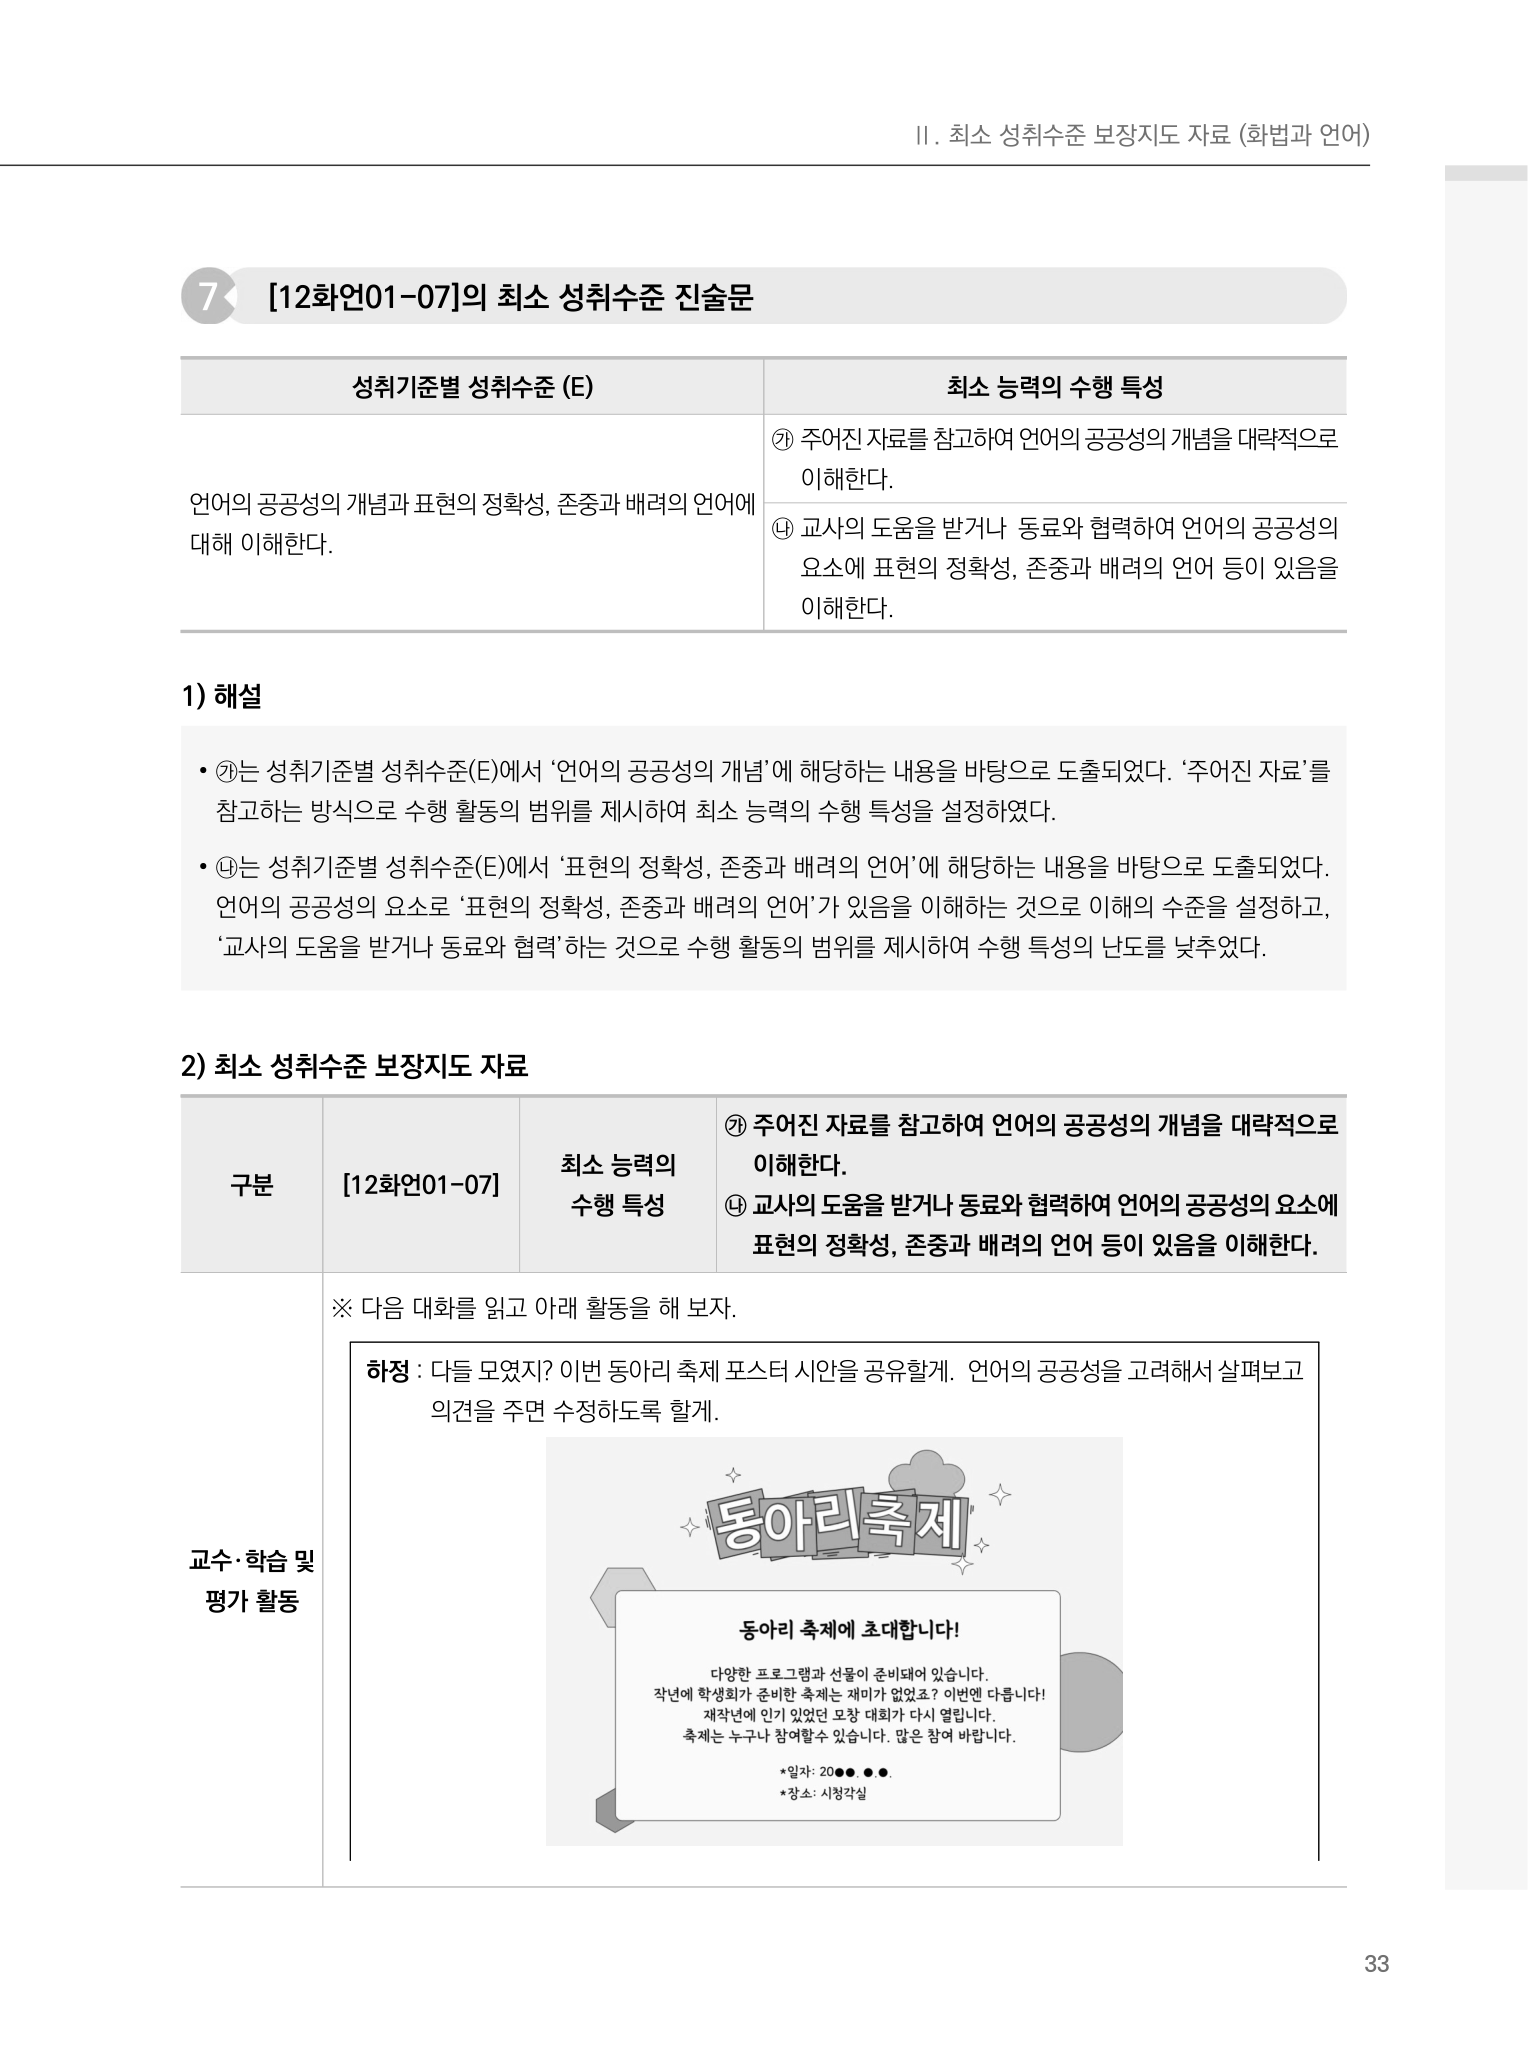 Ⅱ. 최소 성취수준 보장지도 자료 (화법과 언어)
7 [12화언01-07]의 최소 성취수준 진술문
성취기준별 성취수준 (E)
최소 능력의 수행 특성
언어의 공공성의 개념과 표현의 정확성, 존중과 배려의 언어에
대해 이해한다.
㉮ 주어진 자료를 참고하여 언어의 공공성의 개념을 대략적으로
이해한다.
㉯ 교사의 도움을 받거나 동료와 협력하여 언어의 공공성의
요소에 표현의 정확성, 존중과 배려의 언어 등이 있음을
이해한다.
1) 해설
• ㉮는 성취기준별 성취수준(E)에서 ‘언어의 공공성의 개념’에 해당하는 내용을 바탕으로 도출되었다. ‘주어진 자료’를
참고하는 방식으로 수행 활동의 범위를 제시하여 최소 능력의 수행 특성을 설정하였다.
• ㉯는 성취기준별 성취수준(E)에서 ‘표현의 정확성, 존중과 배려의 언어’에 해당하는 내용을 바탕으로 도출되었다.
언어의 공공성의 요소로 ‘표현의 정확성, 존중과 배려의 언어’가 있음을 이해하는 것으로 이해의 수준을 설정하고,
‘교사의 도움을 받거나 동료와 협력’하는 것으로 수행 활동의 범위를 제시하여 수행 특성의 난도를 낮추었다.
2) 최소 성취수준 보장지도 자료
구분
[12화언01-07]
최소 능력의
수행 특성
㉮ 주어진 자료를 참고하여 언어의 공공성의 개념을 대략적으로
이해한다.
㉯ 교사의 도움을 받거나 동료와 협력하여 언어의 공공성의 요소에
표현의 정확성, 존중과 배려의 언어 등이 있음을 이해한다.
교수·학습 및
평가 활동
※ 다음 대화를 읽고 아래 활동을 해 보자.
하정 : 다들 모였지? 이번 동아리 축제 포스터 시안을 공유할게. 언어의 공공성을 고려해서 살펴보고
의견을 주면 수정하도록 할게.
동아리축제
동아리 축제에 초대합니다!
다양한 프로그램과 선물이 준비돼어 있습니다.
작년에 학생회가 준비한 축제는 재미가 없었죠? 이번엔 다릅니다!
재작년에 인기 있었던 모창 대회가 다시 열립니다.
축제는 누구나 참여할수 있습니다. 많은 참여 바랍니다.
*일자: 20●●. ●.●.
*장소: 시청각실
33